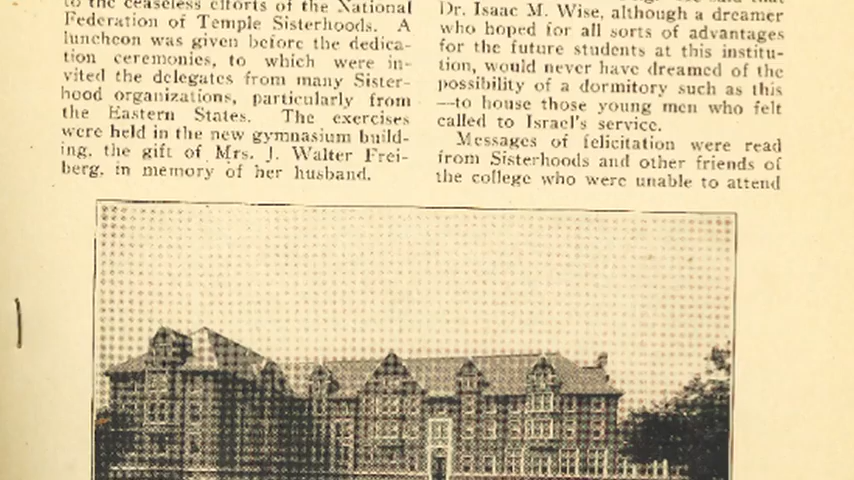 to the ceaseless efforts of the National
Federation of Temple Sisterhoods. A
luncheon was given before the dedica-
tion ceremonies, to which were in-
vited the delegates from many Sister-
hood organizations, particularly from
the Eastern States. The exercises
were held in the new gymnasium build-
ing, the gift of Mrs. J. Walter Frei-
berg, in memory of her husband.
Dr. Isaac M. Wise, although a dreamer
who hoped for all sorts of advantages
for the future students at this institu-
tion, would never have dreamed of the
possibility of a dormitory such as this
—to house those young men who felt
called to Israel's service.
Messages of felicitation were read
from Sisterhoods and other friends of
the college who were unable to attend